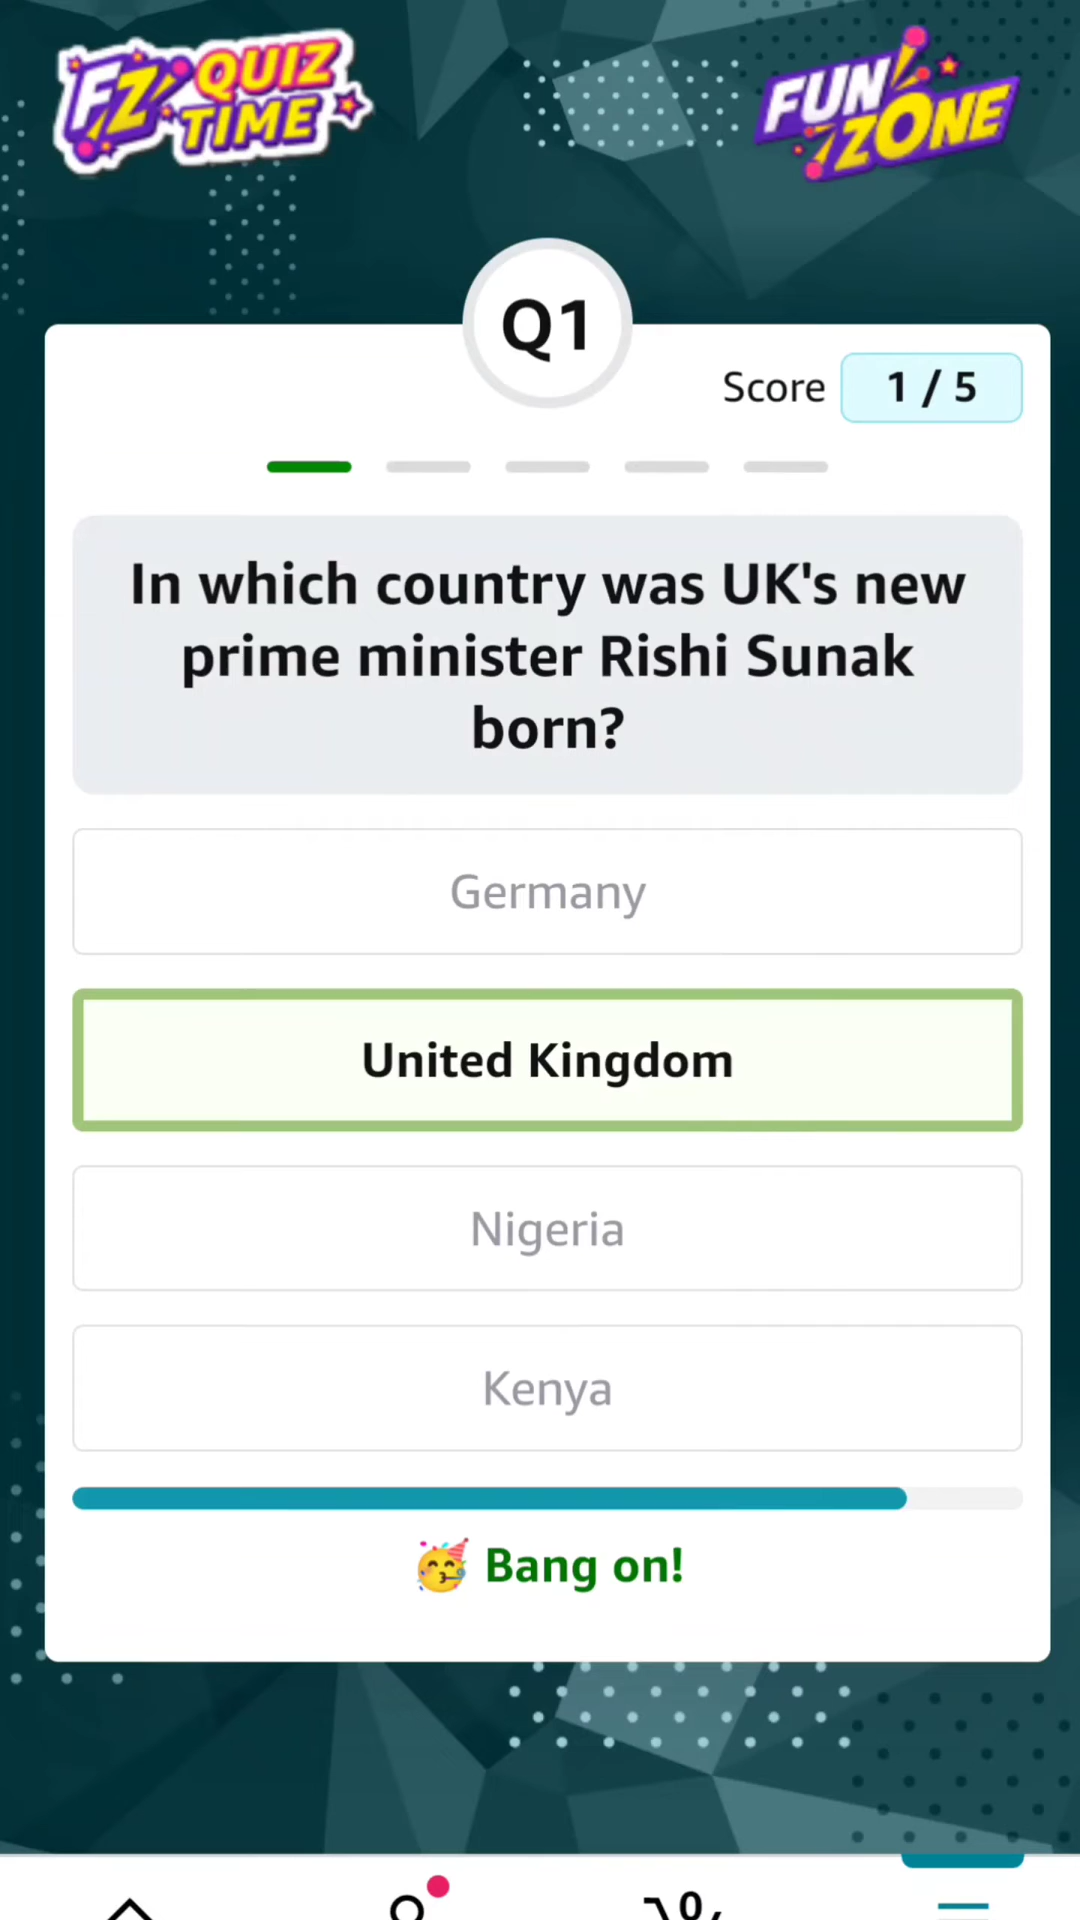 FZ QUIZ TIME
FUN ZONE
Q1
Score 1 / 5
In which country was UK's new
prime minister Rishi Sunak
born?
Germany
United Kingdom
Nigeria
Kenya
Bang on!
0